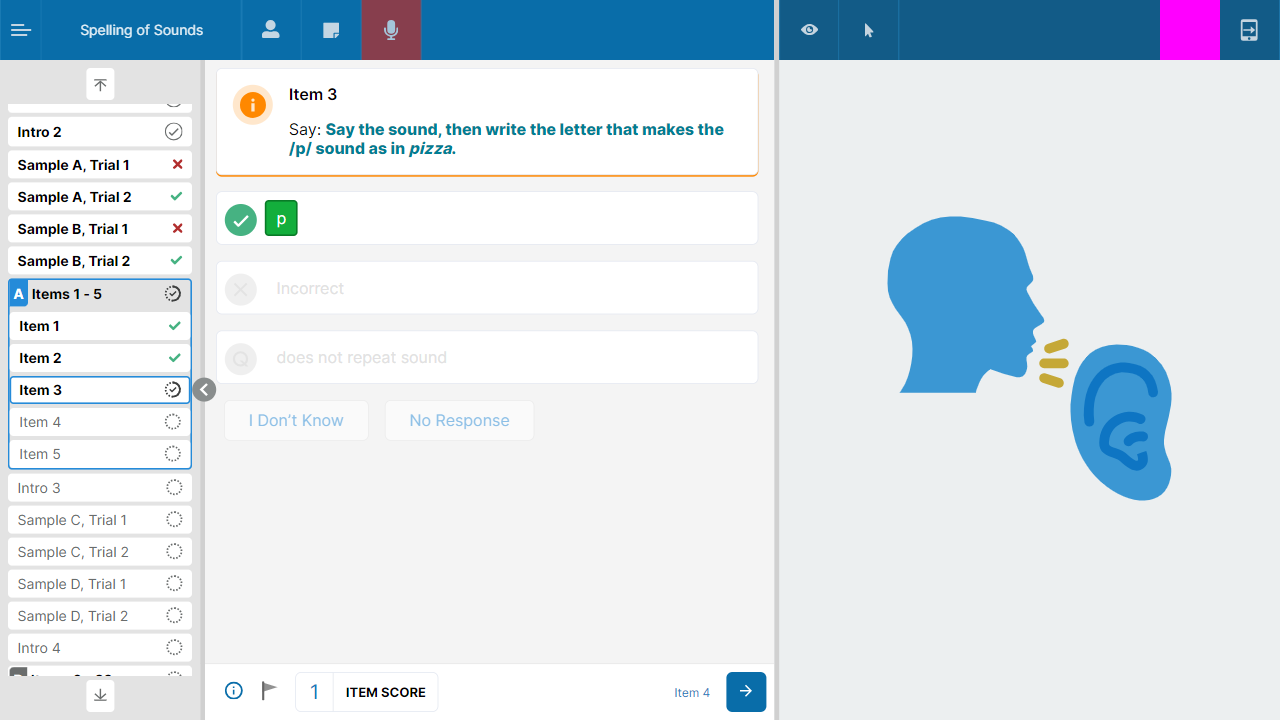 Spelling of Sounds
Intro 2
Sample A, Trial 1
Sample A, Trial 2
Sample B, Trial 1
Sample B, Trial 2
A Items 1 - 5
Item 1
Item 2
Item 3
Item 4
Item 5
Intro 3
Sample C, Trial 1
Sample C, Trial 2
Sample D, Trial 1
Sample D, Trial 2
Intro 4
Item 3
Say: Say the sound, then write the letter that makes the
/p/ sound as in pizza.
p
Incorrect
Q does not repeat sound
I Don’t Know
No Response
1 ITEM SCORE
Item 4